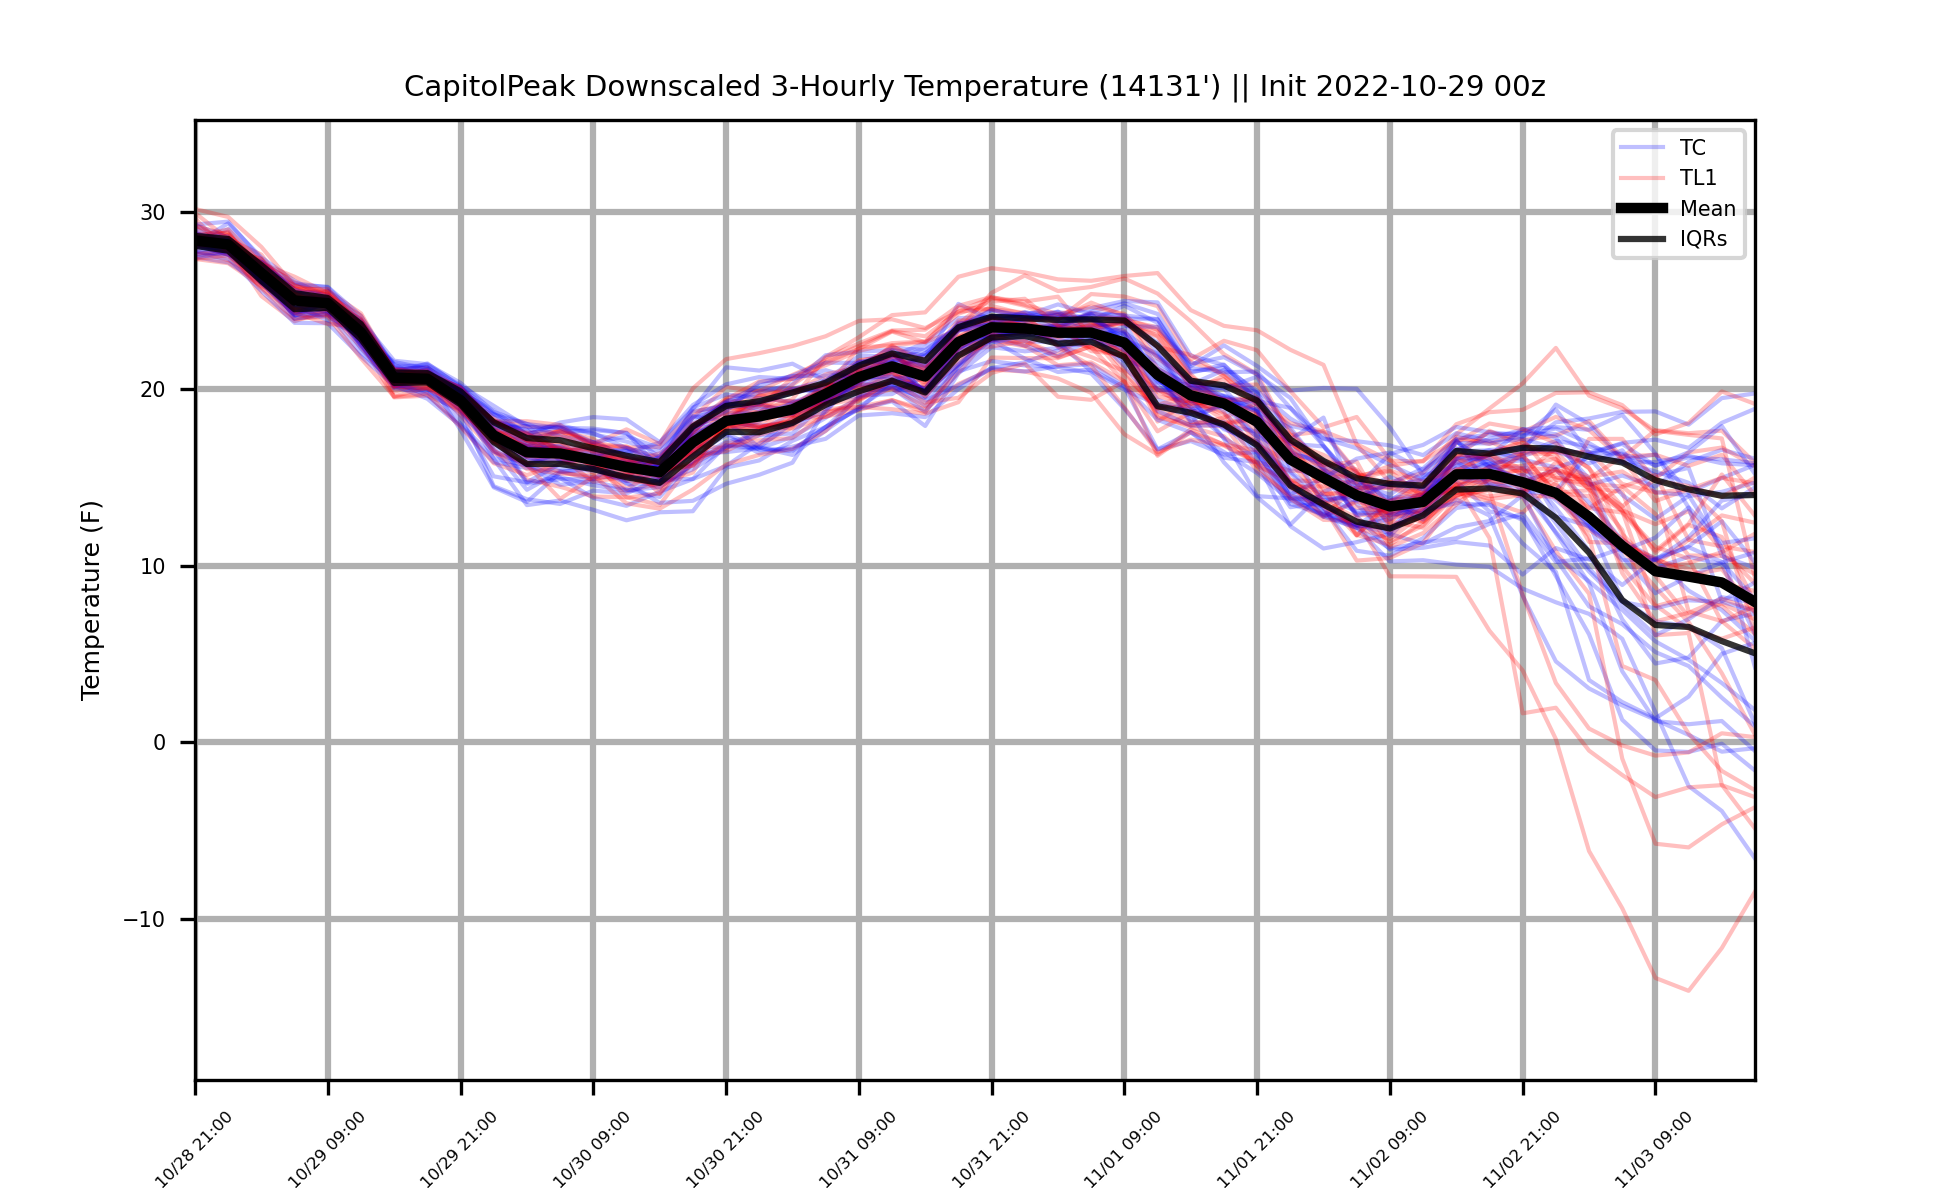 CapitolPeak Downscaled 3-Hourly Temperature (14131') || Init 2022-10-29 00z
TC
TL1
Mean
IQRs
Temperature (F)
30
20
10
0
−10
10/28 21:00
10/29 09:00
10/29 21:00
10/30 09:00
10/30 21:00
10/31 09:00
10/31 21:00
11/01 09:00
11/01 21:00
11/02 09:00
11/02 21:00
11/03 09:00